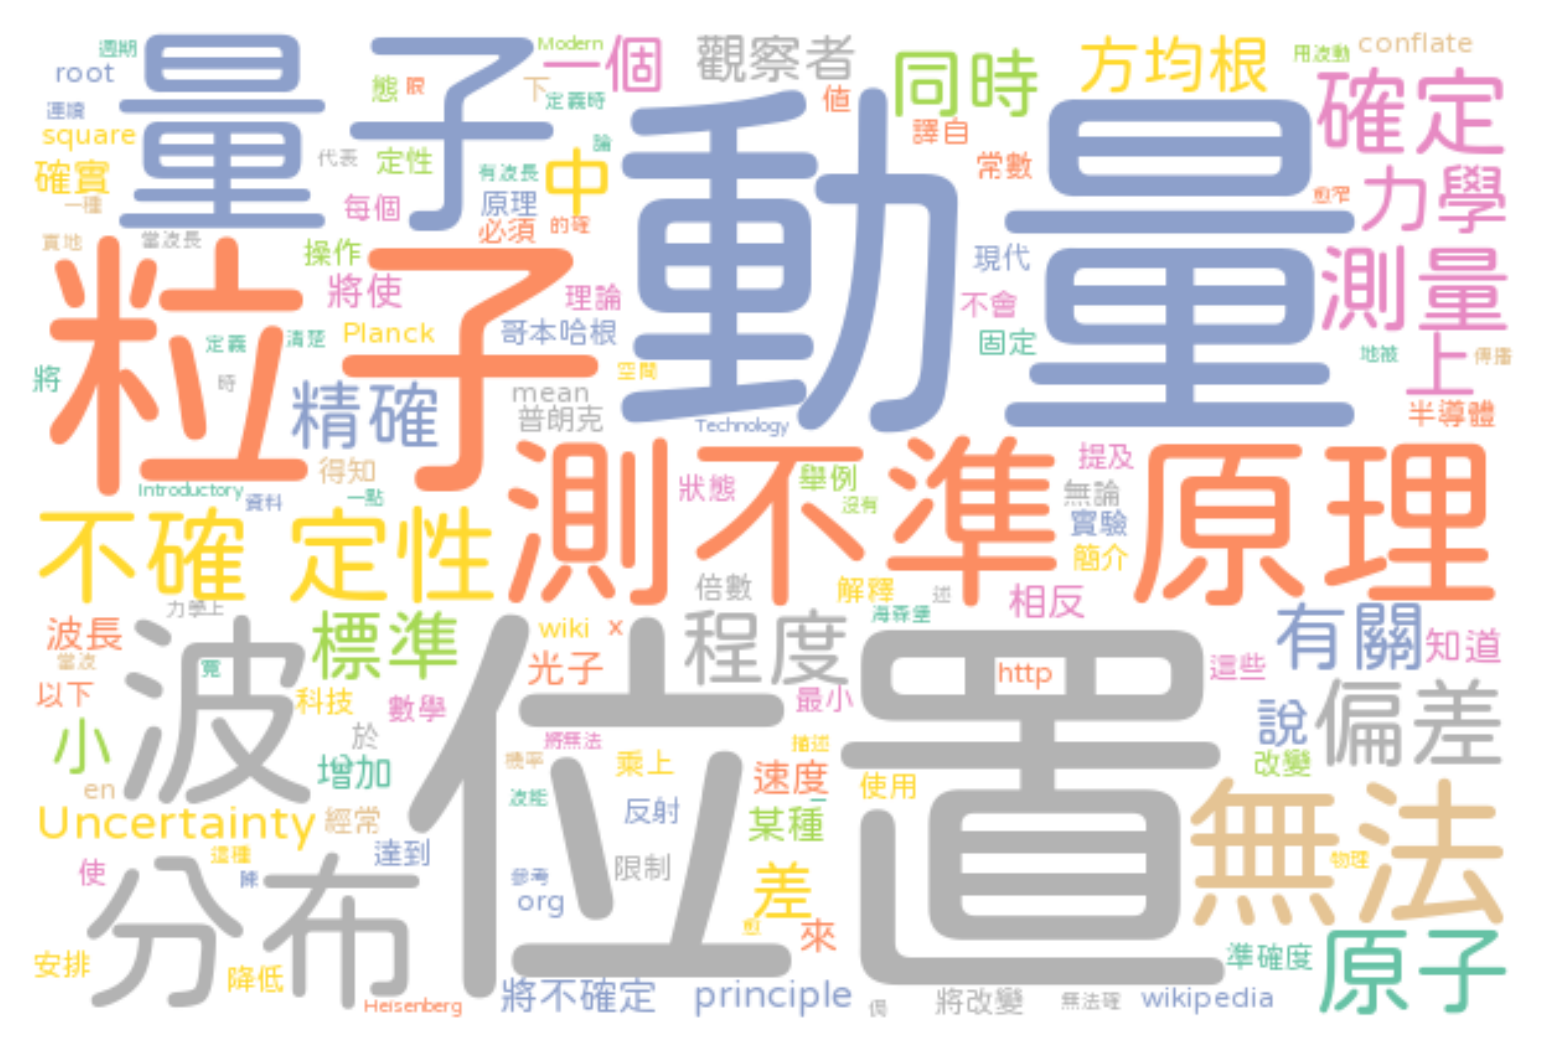 週期
Modern
一個
觀察者
同時
方均根
用波動
conflate
root
量子
態
限
下
定義時
值
確定
連續
square
論
譯自
確實
代表
定性
有波長
中
常數
動量
愈窄
力學
一種
每個
原理
必須
的確
實地
當波長
操作
現代
測量
粒子
將使
理論
不會
定義
清楚
Planck
哥本哈根
固定
地被
上
傳播
將
時
空間
精確
mean
普朗克
Technology
半導體
得知
測不準
原理
提及
Introductory
資料
一點
狀態
舉例
沒有
無論
實驗
不確
定性
簡介
倍數
解釋
述
相反
力學上
海森堡
波長
標準
wiki
x
程度
有關
知道
當波
寬
光子
http
這些
以下
波
科技
數學
位置
最小
說
偏差
小
於
將無法
描述
增加
機率
乘上
速度
使用
改變
en
波能
反射
某種
無法
Uncertainty
經常
這種
達到
物理
使
陳
限制
參考
差
分布
org
愈
來
安排
降低
準確度
原子
Heisenberg
將不確定
principle
將改變
無法確
wikipedia